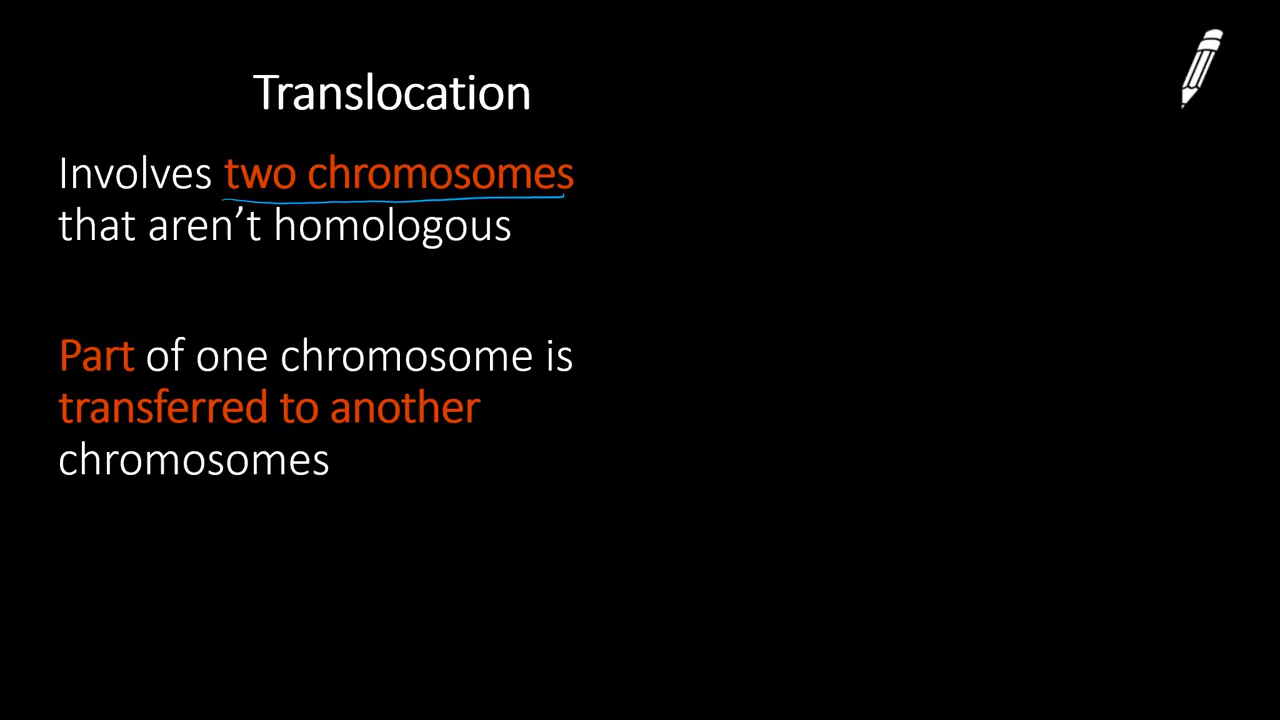 Translocation
Involves two chromosomes
that aren’t homologous
Part of one chromosome is
transferred to another
chromosomes